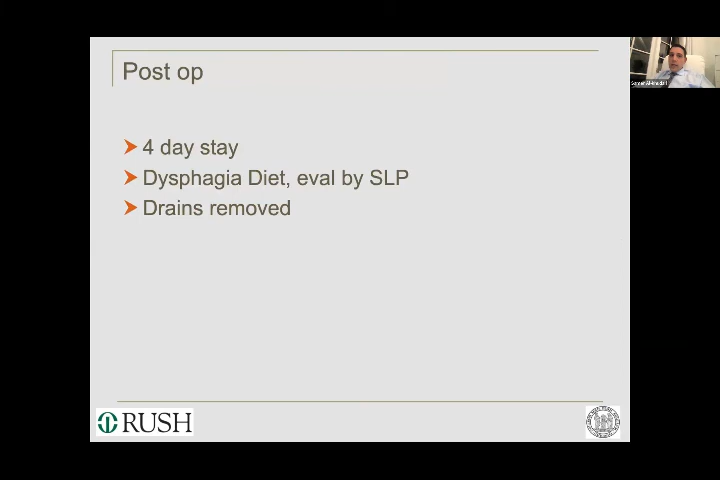 Post op
4 day stay
Dysphagia Diet, eval by SLP
Drains removed
RUSH